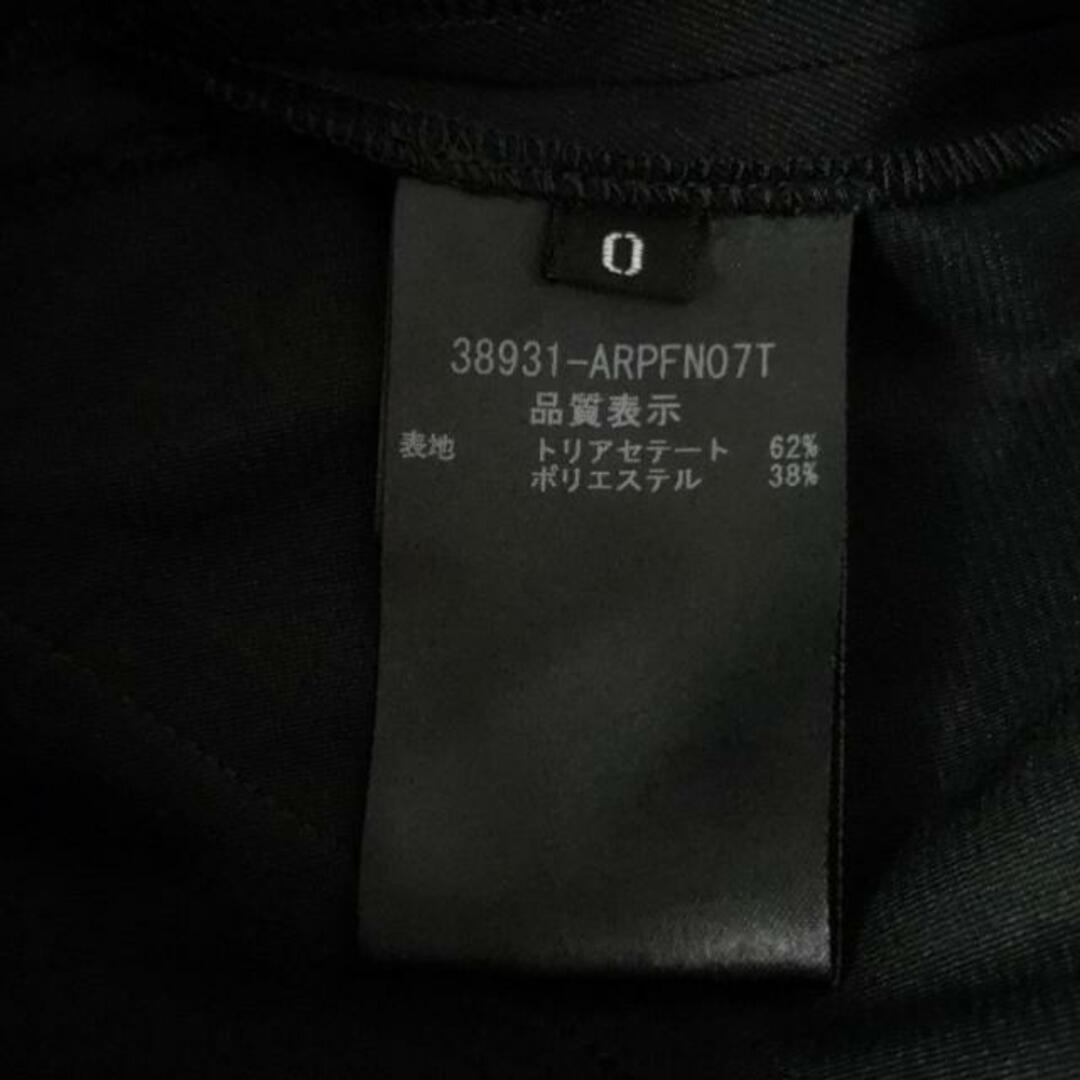 0
38931-ARPFN07T
品質表示
表地 トリアセテート 62%
ポリエステル 38%